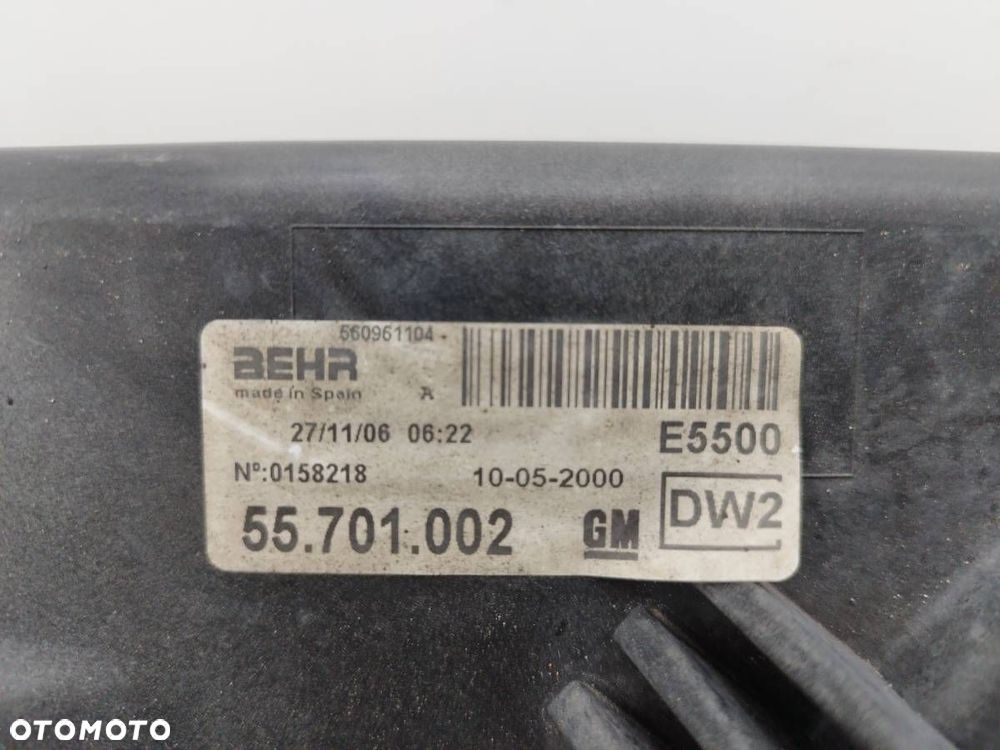 560961104
BEHR
made in Spain A
27/11/06 06:22 E5500
Nº:0158218 10-05-2000
55.701.002 GM DW2
OTOMOTO